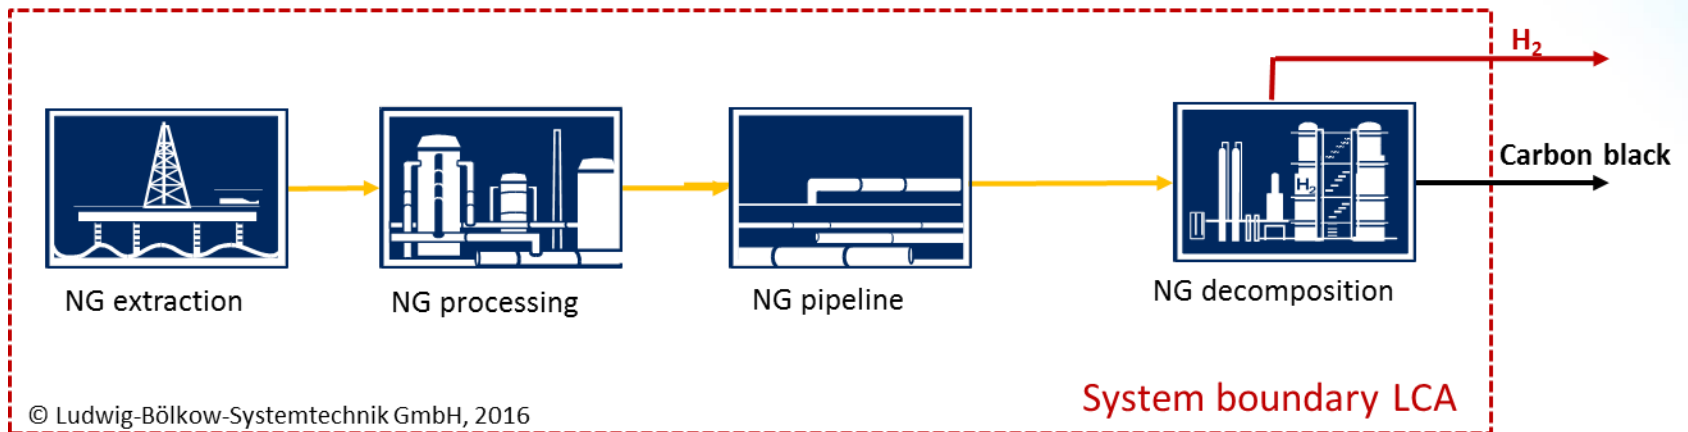 H₂
Carbon black
H₂
NG extraction
NG processing
NG pipeline
NG decomposition
System boundary LCA
© Ludwig-Bölkow-Systemtechnik GmbH, 2016